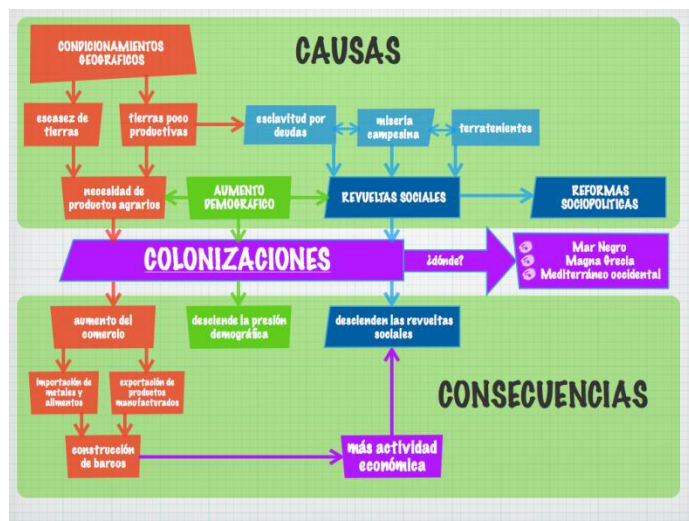 CAUSAS
CONDICIONAMIENTOS
GEOGRÁFICOS
escasez de
tierras
tierras poco
productivas
esclavitud por
deudas
miseria
campesina
terratenientes
necesidad de
productos agrarios
AUMENTO
DEMOGRÁFICO
REVUELTAS SOCIALES
REFORMAS
SOCIOPOLITICAS
COLONIZACIONES
¿dónde?
Mar Negro
Magna Grecia
Mediterráneo occidental
aumento del
comercio
desciende la presión
demográfica
descienden las revueltas
sociales
importación de
metales y
alimentos
exportación de
productos
manufacturados
CONSECUENCIAS
construcción
de barcos
más actividad
económica